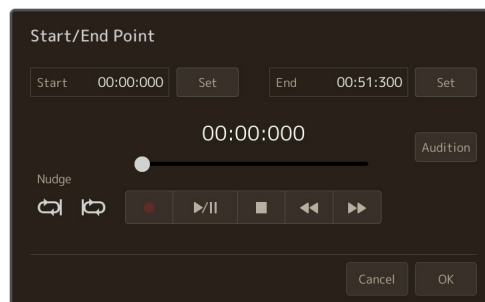 Start/End Point
Start 00:00:000 Set End 00:51:300 Set
00:00:000
Audition
Nudge
Cancel OK